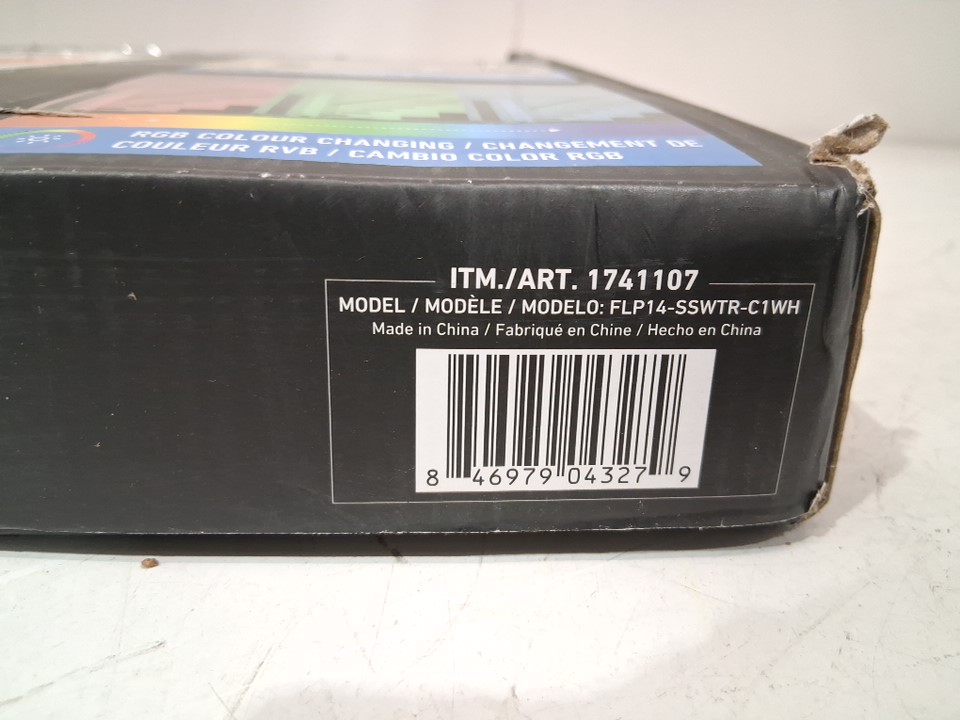 RGB COLOUR CHANGING / CHANGEMENT DE
COULEUR RVB / CAMBIO COLOR RGB
ITM./ART. 1741107
MODEL / MODÈLE / MODELO: FLP14-SSWTR-C1WH
Made in China / Fabriqué en Chine / Hecho en China
8 46979 04327 9